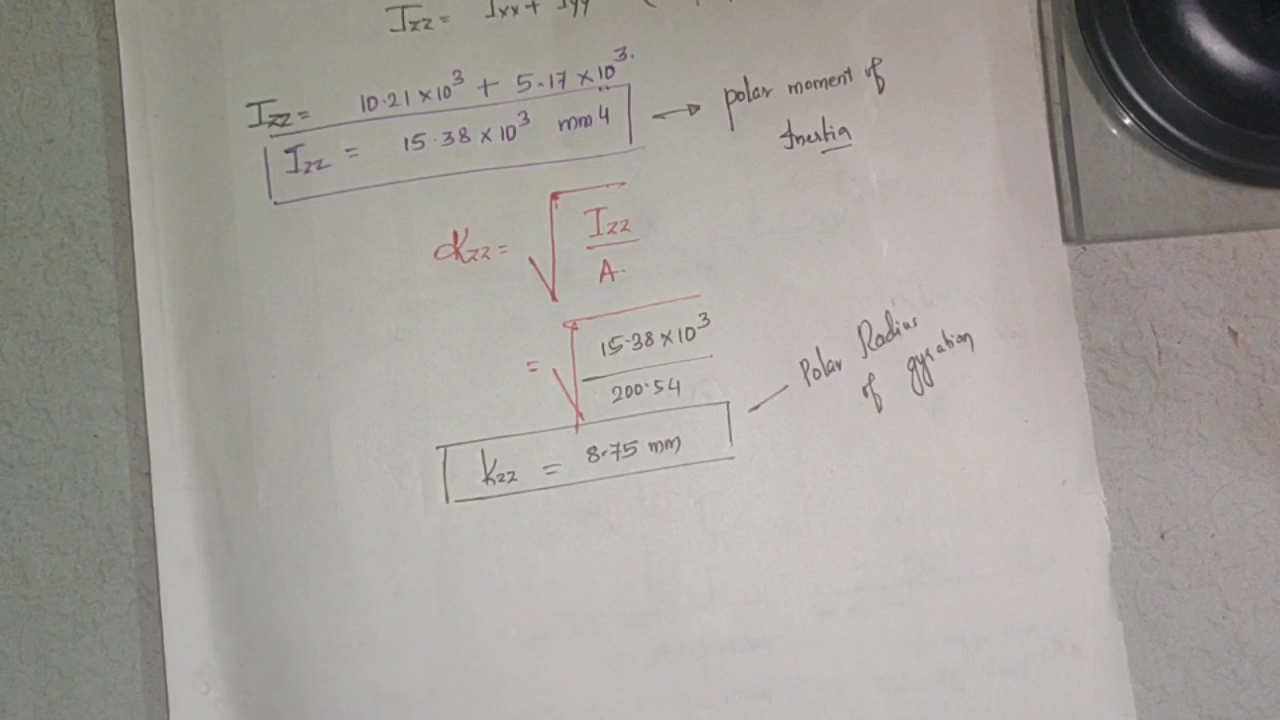 Izz = Ixx + Iyy (
Izz = 10.21 × 10³ + 5.17 × 10³.
Izz = 15.38 × 10³ mm4 → polar moment of
Inertia
Kzz = √ Izz
A.
= √ 15.38 × 10³
200.54
Polar Radius
of gyration
Kzz = 8.75 mm